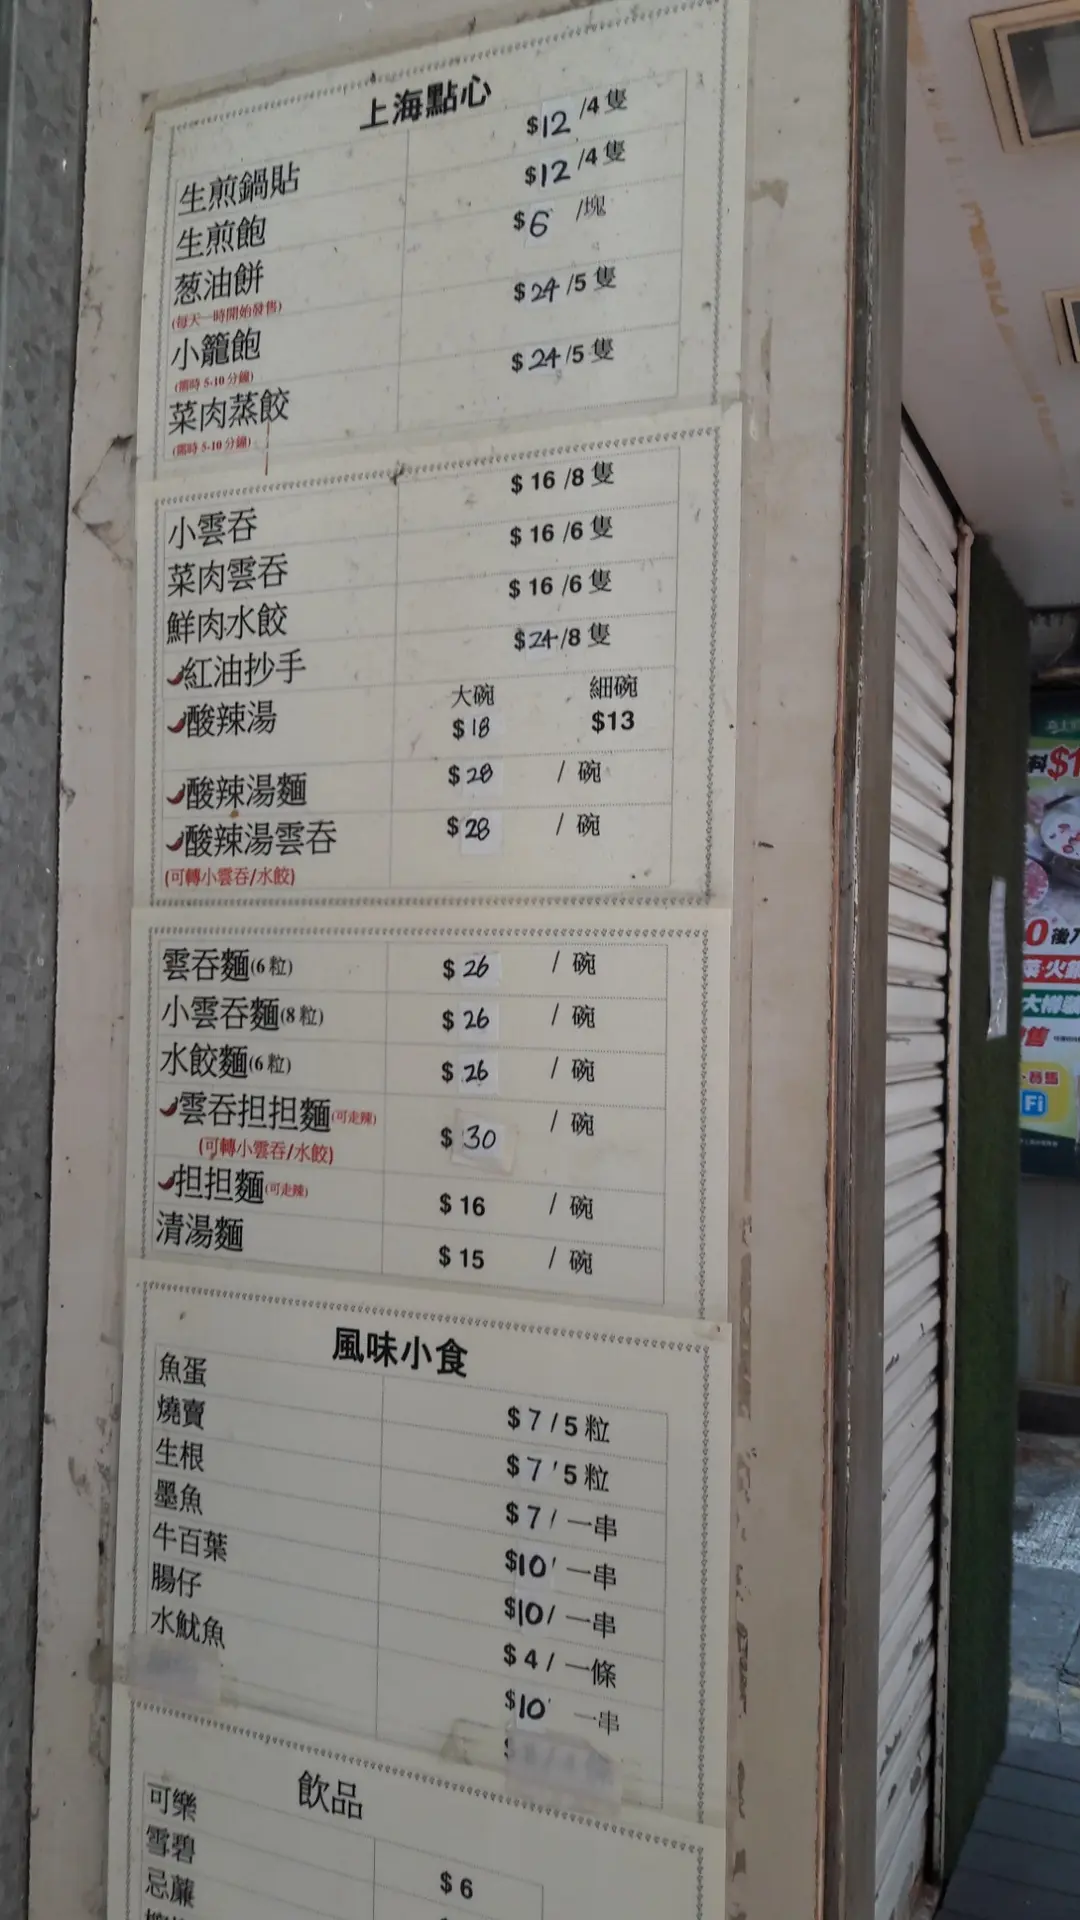 上海點心
生煎鍋貼 $12 /4隻
生煎飽 $12 /4隻
葱油餅 $6 /塊
(每天一時開始發售)
小籠飽 $24/5隻
(需時 5-10 分鐘)
菜肉蒸餃 $24/5隻
(需時 5-10 分鐘)
小雲吞 $16 /8隻
菜肉雲吞 $16 /6隻
鮮肉水餃 $16 /6隻
紅油抄手 $24/8隻
大碗 細碗
酸辣湯 $18 $13
酸辣湯麵 $28 / 碗
酸辣湯雲吞 $28 / 碗
(可轉小雲吞/水餃)
雲吞麵(6粒) $26 / 碗
小雲吞麵(8粒) $26 / 碗
水餃麵(6粒) $26 / 碗
雲吞担担麵(可走辣) $30 / 碗
(可轉小雲吞/水餃)
担担麵(可走辣) $16 / 碗
清湯麵 $15 / 碗
風味小食
魚蛋 $7/5粒
燒賣 $7/5粒
生根 $7/一串
墨魚 $10/一串
牛百葉 $10/一串
腸仔 $4/一條
水魷魚 $10 一串
飲品
可樂 $6
雪碧
忌廉
$1
0後
火
大
售
Fi